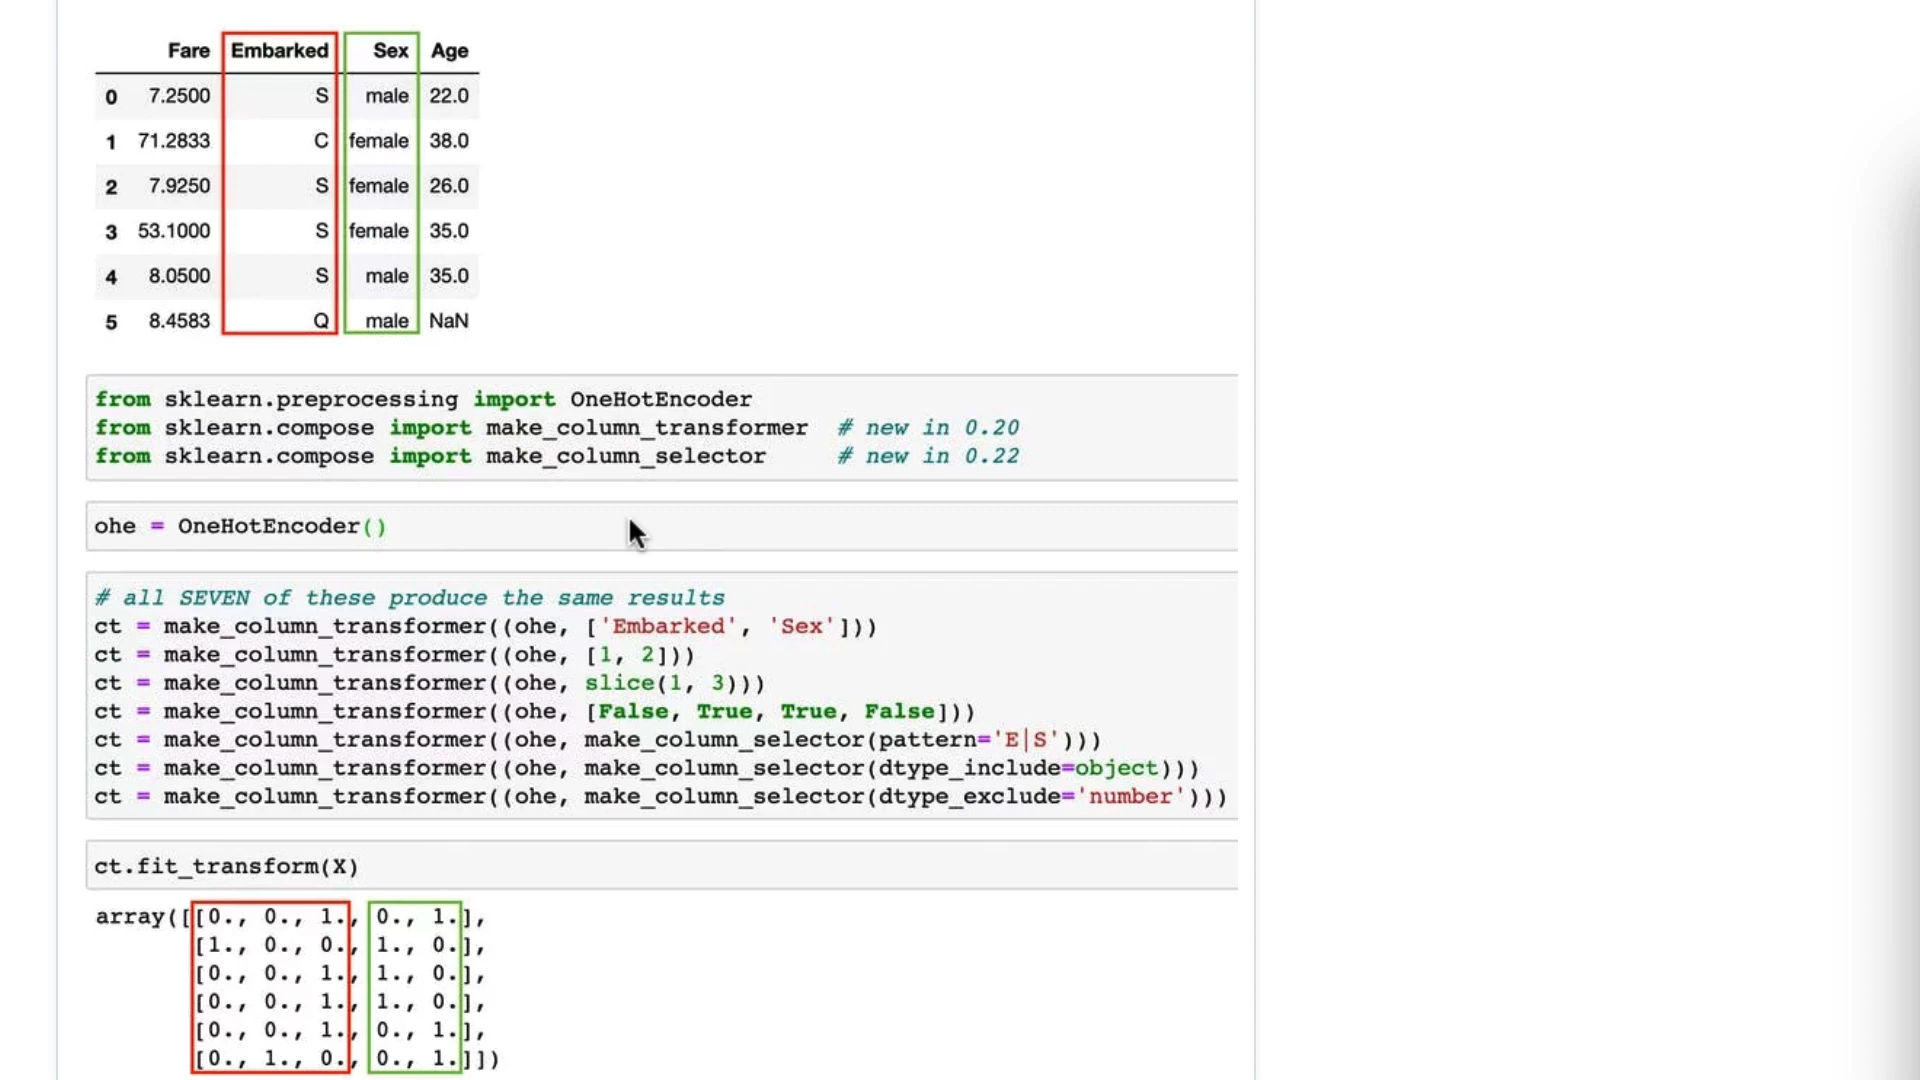 Fare Embarked Sex Age
0 7.2500 S male 22.0
1 71.2833 C female 38.0
2 7.9250 S female 26.0
3 53.1000 S female 35.0
4 8.0500 S male 35.0
5 8.4583 Q male NaN
from sklearn.preprocessing import OneHotEncoder
from sklearn.compose import make_column_transformer  # new in 0.20
from sklearn.compose import make_column_selector     # new in 0.22
ohe = OneHotEncoder()
# all SEVEN of these produce the same results
ct = make_column_transformer((ohe, ['Embarked', 'Sex']))
ct = make_column_transformer((ohe, [1, 2]))
ct = make_column_transformer((ohe, slice(1, 3)))
ct = make_column_transformer((ohe, [False, True, True, False]))
ct = make_column_transformer((ohe, make_column_selector(pattern='E|S')))
ct = make_column_transformer((ohe, make_column_selector(dtype_include=object)))
ct = make_column_transformer((ohe, make_column_selector(dtype_exclude='number')))
ct.fit_transform(X)
array([[0., 0., 1., 0., 1.],
[1., 0., 0., 1., 0.],
[0., 0., 1., 1., 0.],
[0., 0., 1., 1., 0.],
[0., 0., 1., 0., 1.],
[0., 1., 0., 0., 1.]])